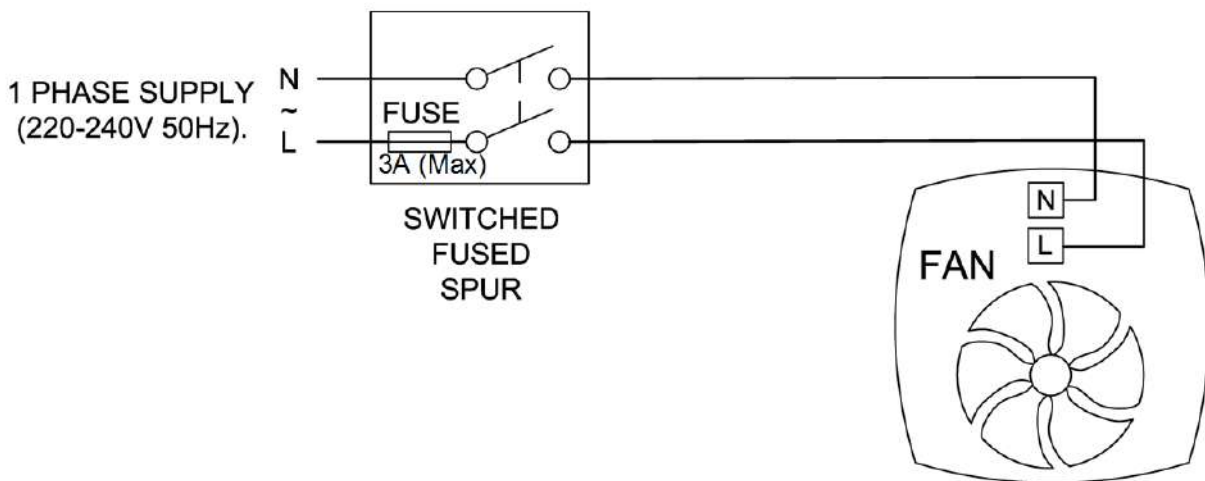 1 PHASE SUPPLY
(220-240V 50Hz).
N
~
L
FUSE
3A (Max)
SWITCHED
FUSED
SPUR
N
L
FAN